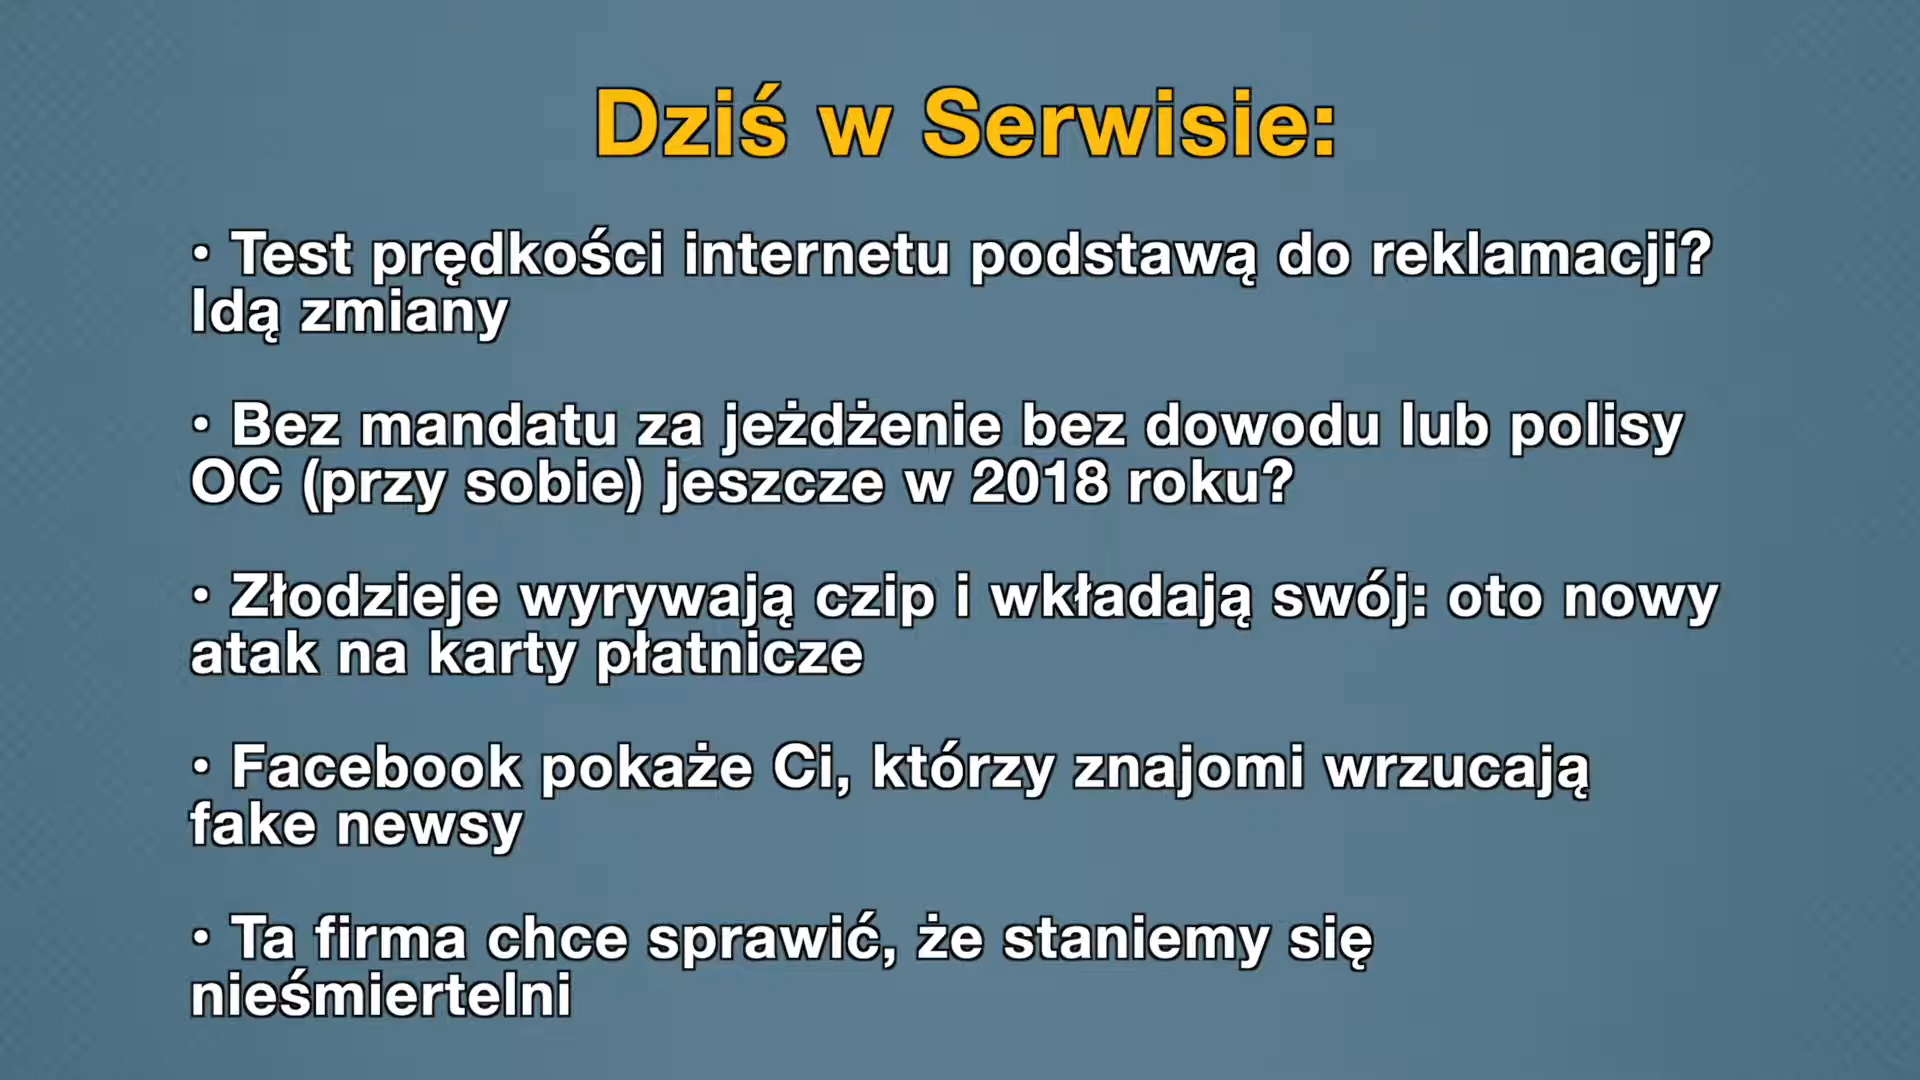 Dziś w Serwisie:
• Test prędkości internetu podstawą do reklamacji?
Idą zmiany
• Bez mandatu za jeżdżenie bez dowodu lub polisy
OC (przy sobie) jeszcze w 2018 roku?
• Złodzieje wyrywają czip i wkładają swój: oto nowy
atak na karty płatnicze
• Facebook pokaże Ci, którzy znajomi wrzucają
fake newsy
• Ta firma chce sprawić, że staniemy się
nieśmiertelni